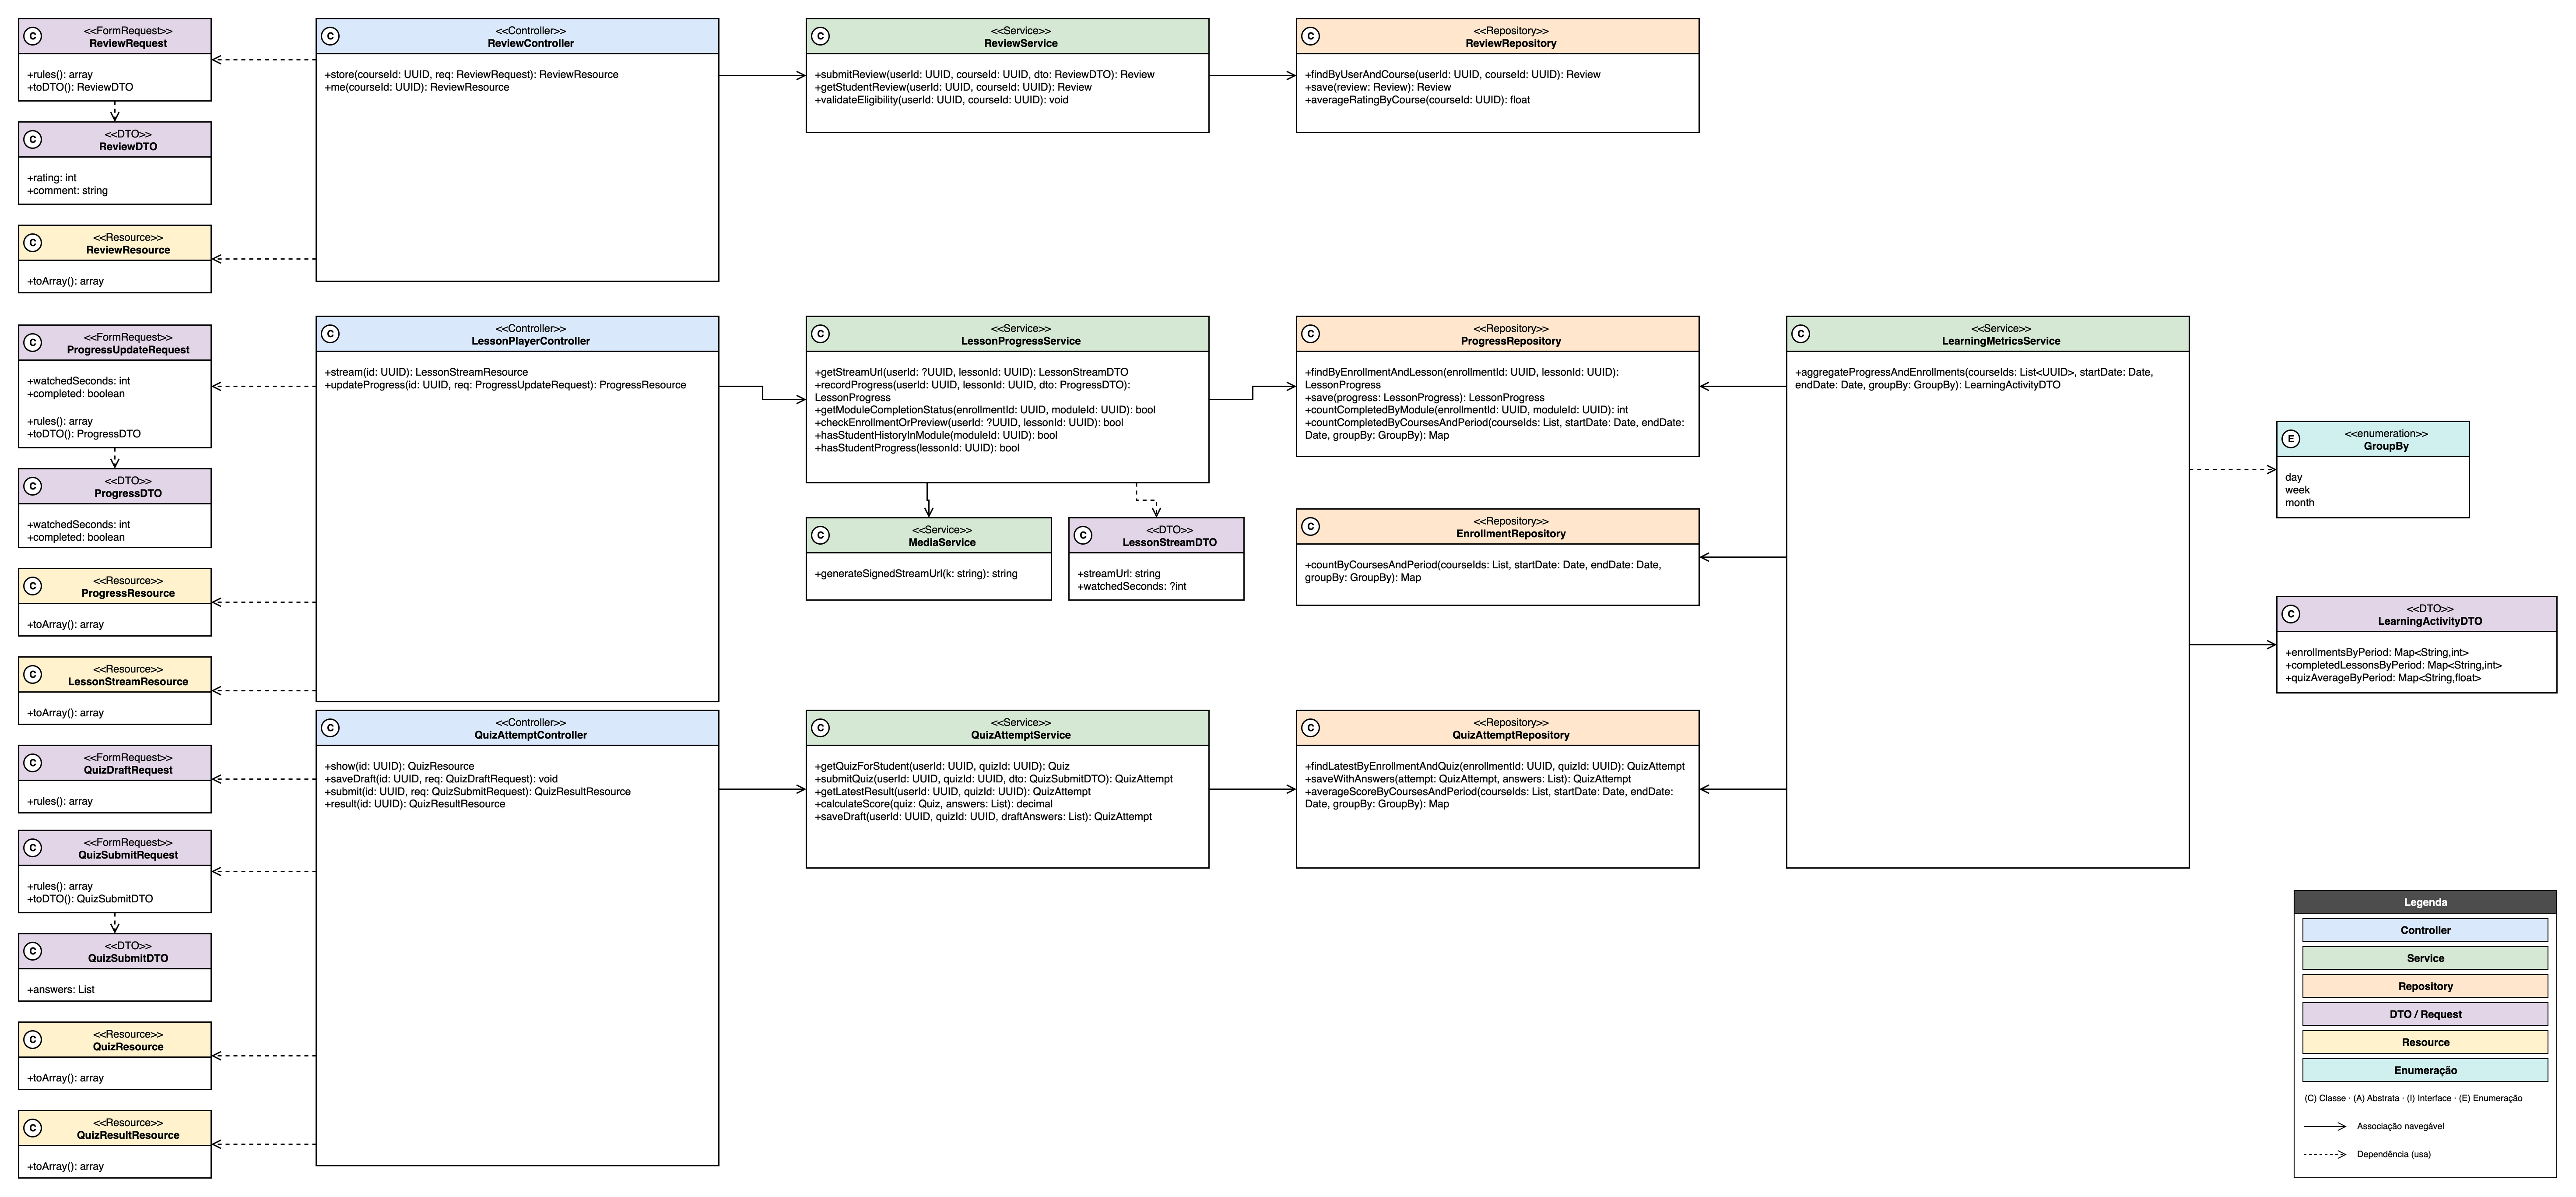 C
<<FormRequest>>
ReviewRequest
+rules(): array
+toDTO(): ReviewDTO
C
<<DTO>>
ReviewDTO
+rating: int
+comment: string
C
<<Resource>>
ReviewResource
+toArray(): array
C
<<Controller>>
ReviewController
+store(courseId: UUID, req: ReviewRequest): ReviewResource
+me(courseId: UUID): ReviewResource
C
<<Service>>
ReviewService
+submitReview(userId: UUID, courseId: UUID, dto: ReviewDTO): Review
+getStudentReview(userId: UUID, courseId: UUID): Review
+validateEligibility(userId: UUID, courseId: UUID): void
C
<<Repository>>
ReviewRepository
+findByUserAndCourse(userId: UUID, courseId: UUID): Review
+save(review: Review): Review
+averageRatingByCourse(courseId: UUID): float
C
<<FormRequest>>
ProgressUpdateRequest
+watchedSeconds: int
+completed: boolean
+rules(): array
+toDTO(): ProgressDTO
C
<<DTO>>
ProgressDTO
+watchedSeconds: int
+completed: boolean
C
<<Resource>>
ProgressResource
+toArray(): array
C
<<Resource>>
LessonStreamResource
+toArray(): array
C
<<Controller>>
LessonPlayerController
+stream(id: UUID): LessonStreamResource
+updateProgress(id: UUID, req: ProgressUpdateRequest): ProgressResource
C
<<Service>>
LessonProgressService
+getStreamUrl(userId: ?UUID, lessonId: UUID): LessonStreamDTO
+recordProgress(userId: UUID, lessonId: UUID, dto: ProgressDTO):
LessonProgress
+getModuleCompletionStatus(enrollmentId: UUID, moduleId: UUID): bool
+checkEnrollmentOrPreview(userId: ?UUID, lessonId: UUID): bool
+hasStudentHistoryInModule(moduleId: UUID): bool
+hasStudentProgress(lessonId: UUID): bool
C
<<Service>>
MediaService
+generateSignedStreamUrl(k: string): string
C
<<DTO>>
LessonStreamDTO
+streamUrl: string
+watchedSeconds: ?int
C
<<Repository>>
ProgressRepository
+findByEnrollmentAndLesson(enrollmentId: UUID, lessonId: UUID):
LessonProgress
+save(progress: LessonProgress): LessonProgress
+countCompletedByModule(enrollmentId: UUID, moduleId: UUID): int
+countCompletedByCoursesAndPeriod(courseIds: List, startDate: Date, endDate:
Date, groupBy: GroupBy): Map
C
<<Repository>>
EnrollmentRepository
+countByCoursesAndPeriod(courseIds: List, startDate: Date, endDate: Date,
groupBy: GroupBy): Map
C
<<Service>>
LearningMetricsService
+aggregateProgressAndEnrollments(courseIds: List<UUID>, startDate: Date,
endDate: Date, groupBy: GroupBy): LearningActivityDTO
E
<<enumeration>>
GroupBy
day
week
month
C
<<DTO>>
LearningActivityDTO
+enrollmentsByPeriod: Map<String,int>
+completedLessonsByPeriod: Map<String,int>
+quizAverageByPeriod: Map<String,float>
C
<<FormRequest>>
QuizDraftRequest
+rules(): array
C
<<FormRequest>>
QuizSubmitRequest
+rules(): array
+toDTO(): QuizSubmitDTO
C
<<DTO>>
QuizSubmitDTO
+answers: List
C
<<Resource>>
QuizResource
+toArray(): array
C
<<Resource>>
QuizResultResource
+toArray(): array
C
<<Controller>>
QuizAttemptController
+show(id: UUID): QuizResource
+saveDraft(id: UUID, req: QuizDraftRequest): void
+submit(id: UUID, req: QuizSubmitRequest): QuizResultResource
+result(id: UUID): QuizResultResource
C
<<Service>>
QuizAttemptService
+getQuizForStudent(userId: UUID, quizId: UUID): Quiz
+submitQuiz(userId: UUID, quizId: UUID, dto: QuizSubmitDTO): QuizAttempt
+getLatestResult(userId: UUID, quizId: UUID): QuizAttempt
+calculateScore(quiz: Quiz, answers: List): decimal
+saveDraft(userId: UUID, quizId: UUID, draftAnswers: List): QuizAttempt
C
<<Repository>>
QuizAttemptRepository
+findLatestByEnrollmentAndQuiz(enrollmentId: UUID, quizId: UUID): QuizAttempt
+saveWithAnswers(attempt: QuizAttempt, answers: List): QuizAttempt
+averageScoreByCoursesAndPeriod(courseIds: List, startDate: Date, endDate:
Date, groupBy: GroupBy): Map
Legenda
Controller
Service
Repository
DTO / Request
Resource
Enumeração
(C) Classe · (A) Abstrata · (I) Interface · (E) Enumeração
Associação navegável
Dependência (usa)